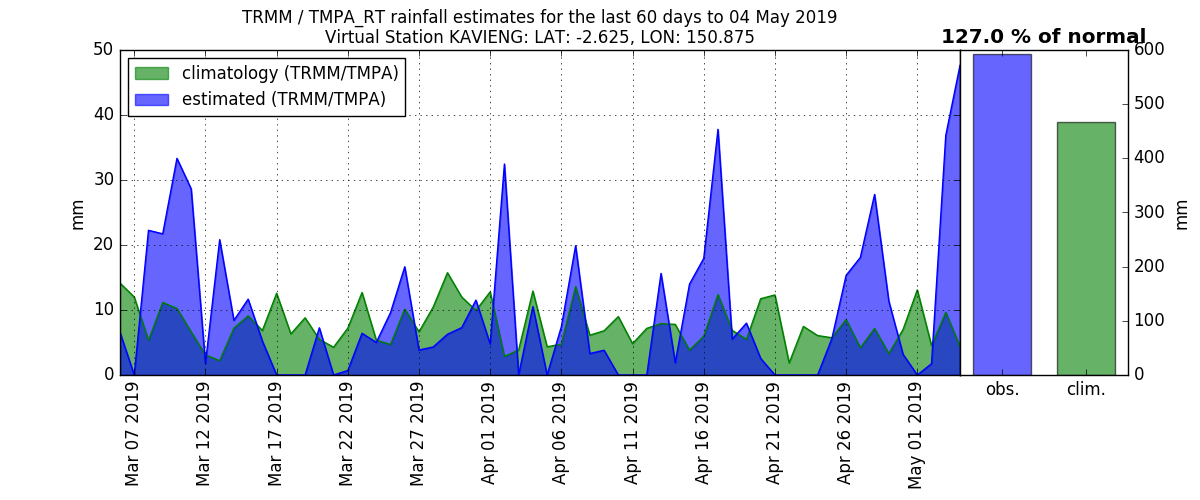 TRMM / TMPA_RT rainfall estimates for the last 60 days to 04 May 2019
Virtual Station KAVIENG: LAT: -2.625, LON: 150.875
127.0 % of normal
climatology (TRMM/TMPA)
estimated (TRMM/TMPA)
50
40
30
20
10
0
mm
Mar 07 2019
Mar 12 2019
Mar 17 2019
Mar 22 2019
Mar 27 2019
Apr 01 2019
Apr 06 2019
Apr 11 2019
Apr 16 2019
Apr 21 2019
Apr 26 2019
May 01 2019
obs.
clim.
600
500
400
300
200
100
0
mm